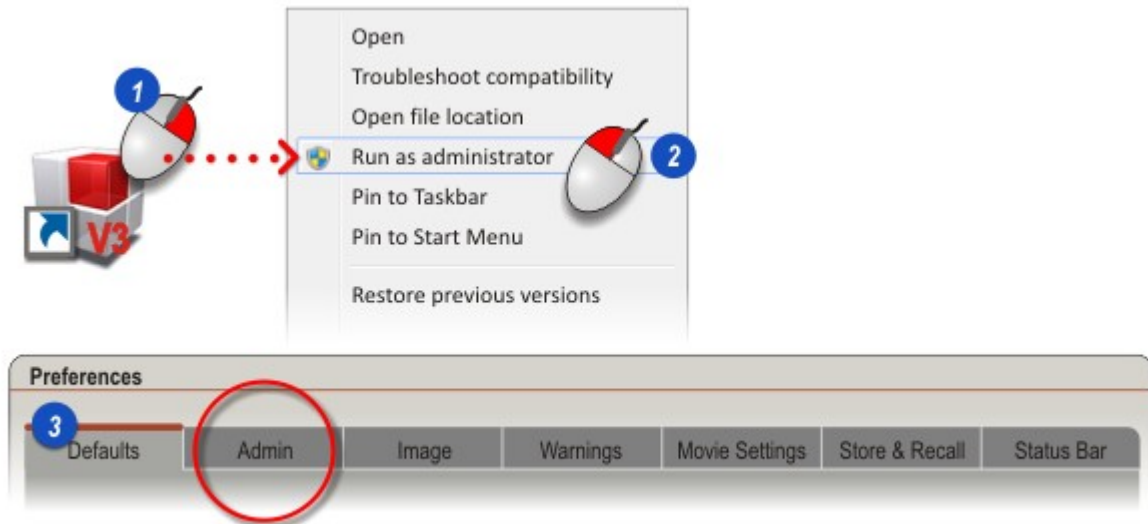 1
V3
Open
Troubleshoot compatibility
Open file location
Run as administrator
2
Pin to Taskbar
Pin to Start Menu
Restore previous versions
Preferences
3
Defaults Admin Image Warnings Movie Settings Store & Recall Status Bar